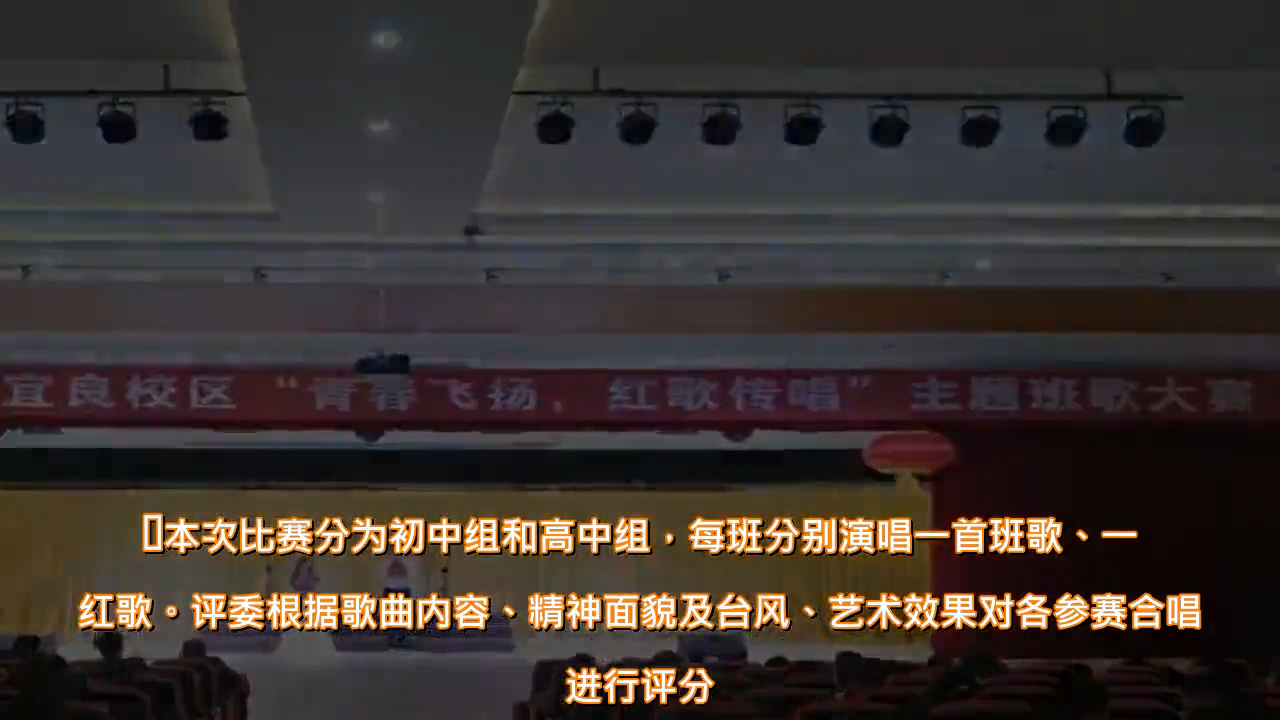 宜良校区 “青春飞扬，红歌传唱” 主题班歌大赛
本次比赛分为初中组和高中组，每班分别演唱一首班歌、一
红歌。评委根据歌曲内容、精神面貌及台风、艺术效果对各参赛合唱
进行评分